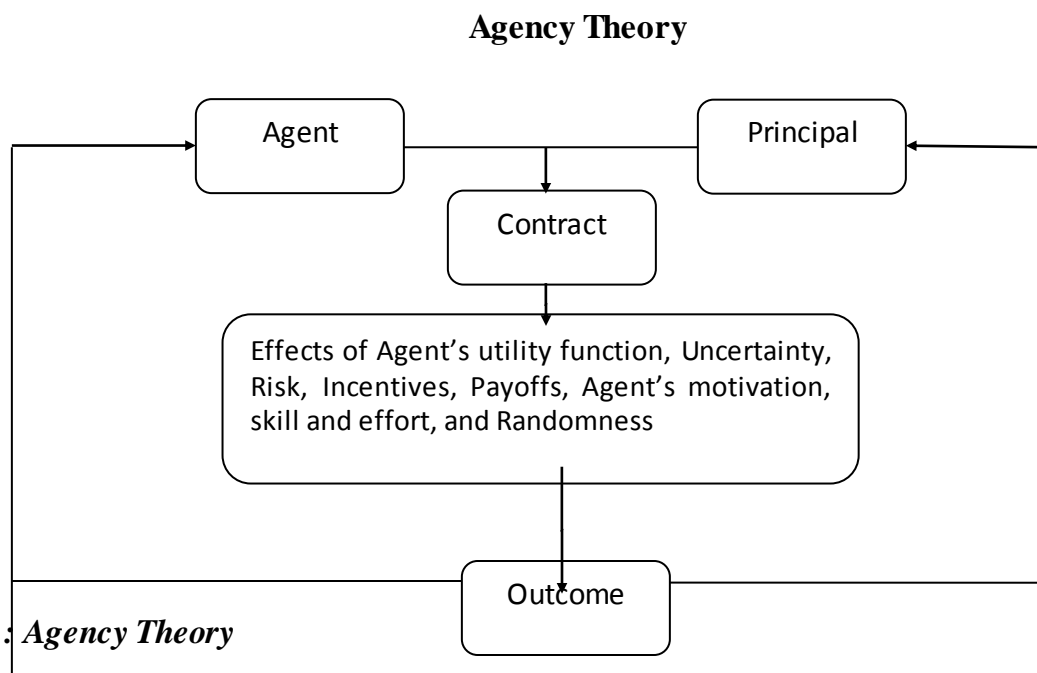 Agency Theory
Agent
Principal
Contract
Effects of Agent’s utility function, Uncertainty,
Risk, Incentives, Payoffs, Agent’s motivation,
skill and effort, and Randomness
Outcome
: Agency Theory